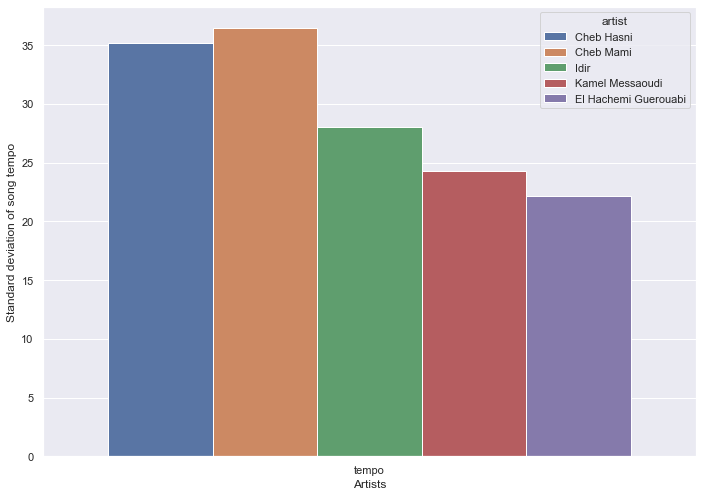 artist
Cheb Hasni
Cheb Mami
Idir
Kamel Messaoudi
El Hachemi Guerouabi
Standard deviation of song tempo
35
30
25
20
15
10
5
0
tempo
Artists